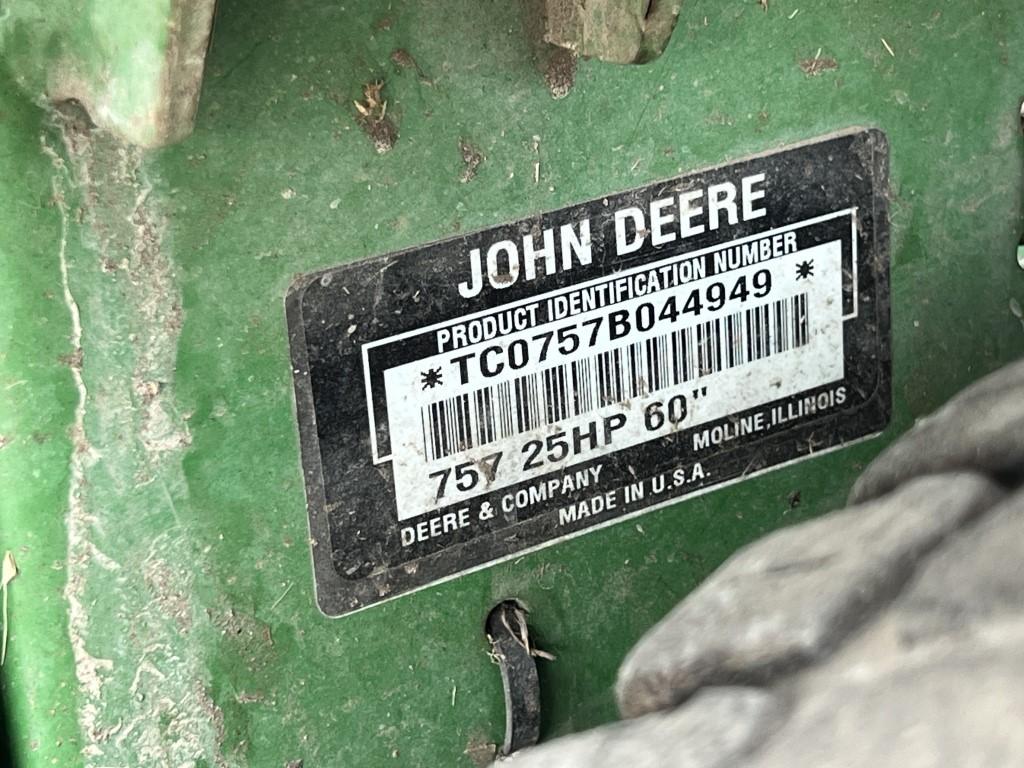 JOHN DEERE
PRODUCT IDENTIFICATION NUMBER
*TC0757B044949 *
757 25HP 60"
DEERE & COMPANY MOLINE, ILLINOIS
MADE IN U.S.A.